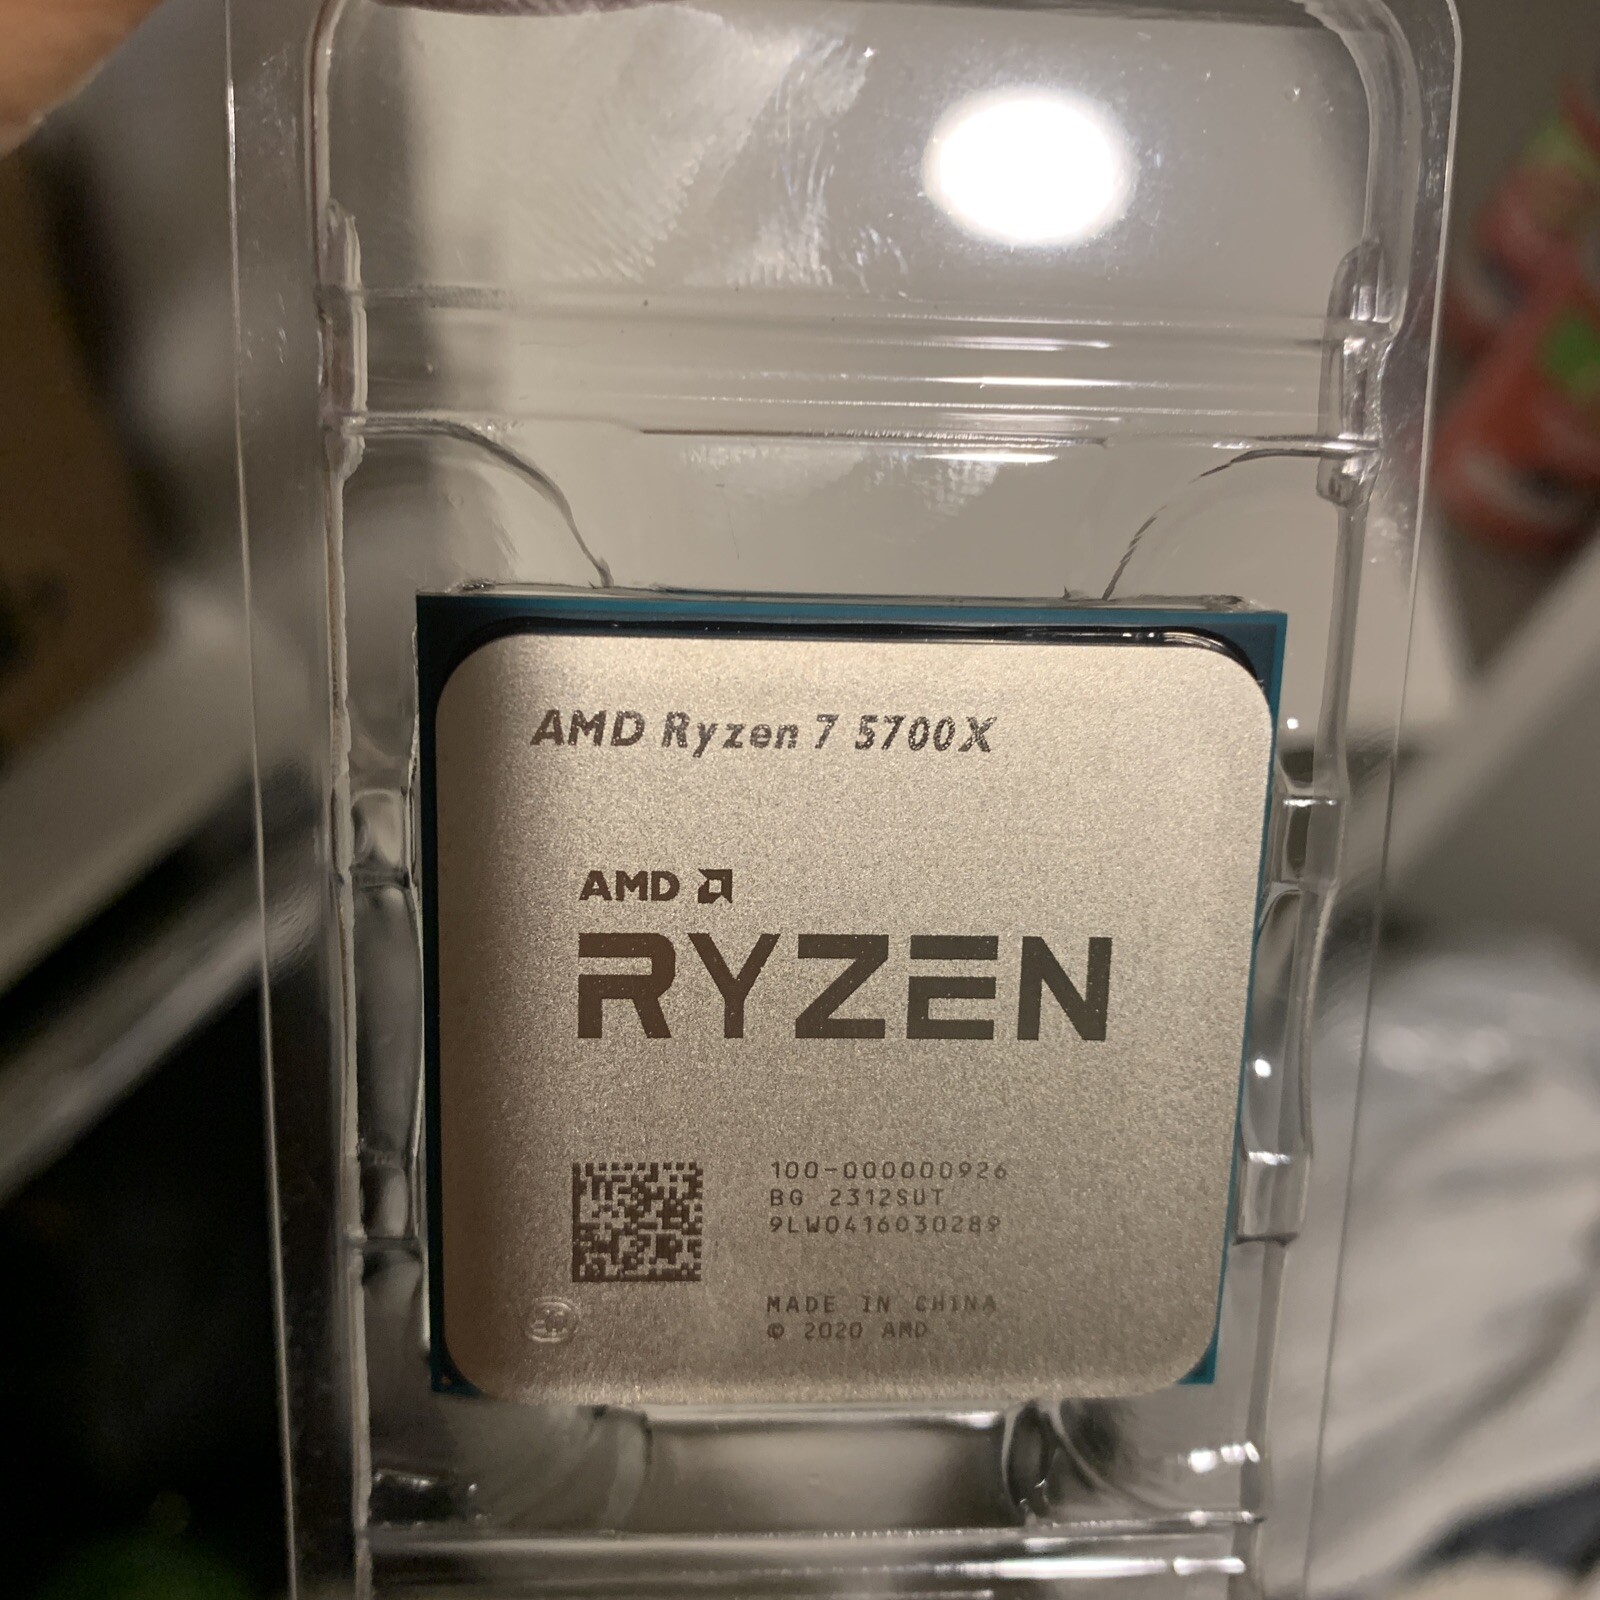 AMD Ryzen 7 5700X
AMD
RYZEN
100-000000926
BG 2312SUT
9LW0416030289
MADE IN CHINA
© 2020 AMD